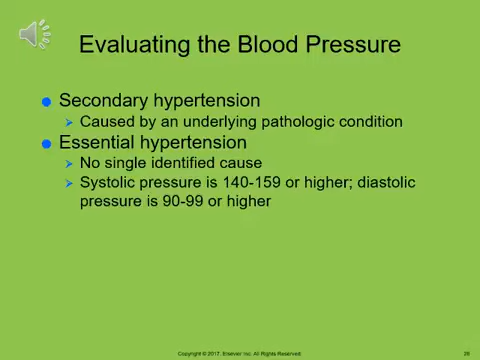 Evaluating the Blood Pressure
Secondary hypertension
Caused by an underlying pathologic condition
Essential hypertension
No single identified cause
Systolic pressure is 140-159 or higher; diastolic
pressure is 90-99 or higher
Copyright © 2017, Elsevier Inc. All Rights Reserved.
26